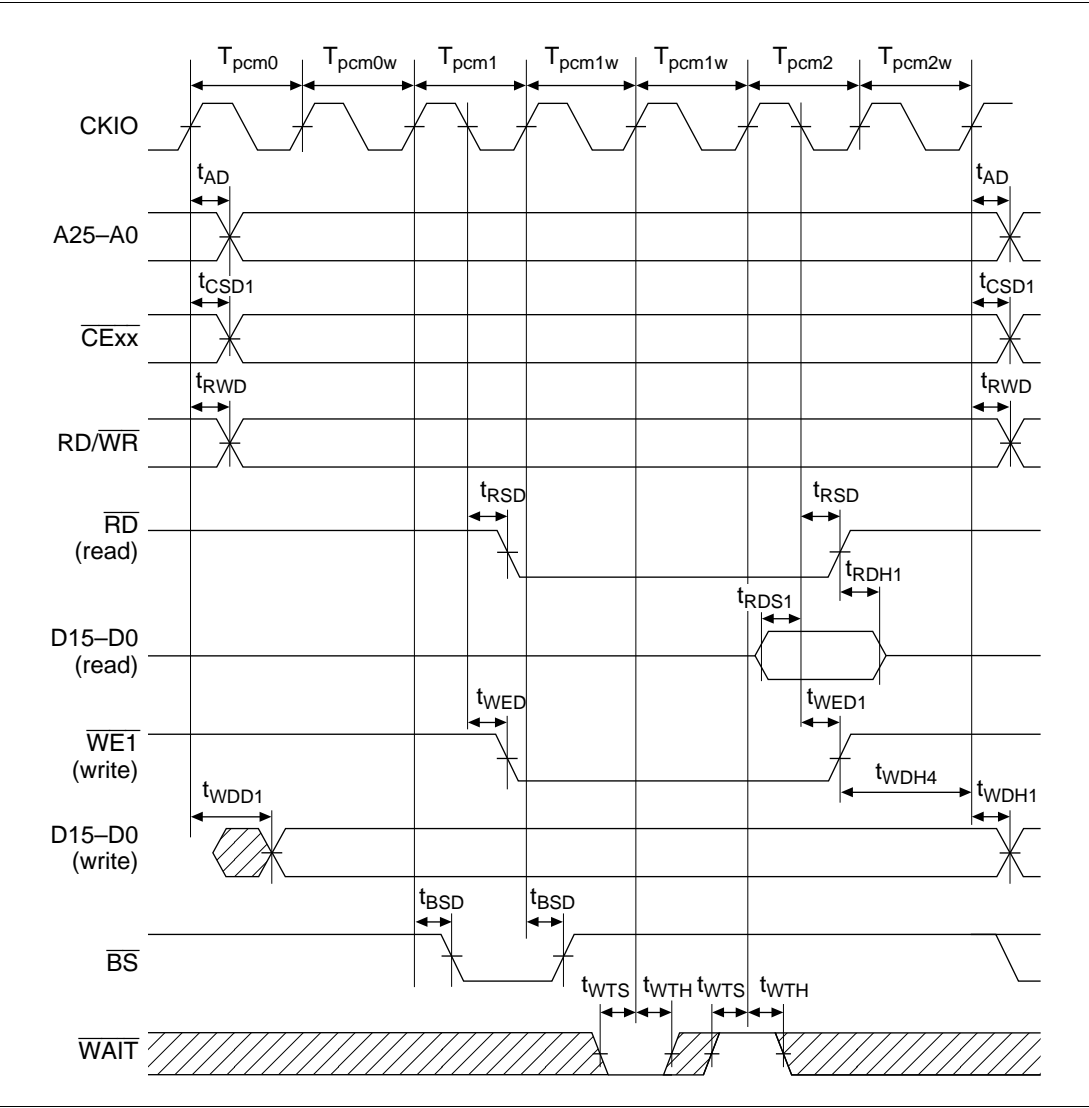 Tpcm0 Tpcm0w Tpcm1 Tpcm1w Tpcm1w Tpcm2 Tpcm2w
CKIO
tAD tAD
A25–A0
tCSD1 tCSD1
CExx
tRWD tRWD
RD/WR
tRSD tRSD
RD
(read)
tRDH1
tRDS1
D15–D0
(read)
tWED tWED1
WE1
(write)
tWDH4
tWDD1 tWDH1
D15–D0
(write)
tBSD tBSD
BS
tWTS tWTH tWTS tWTH
WAIT